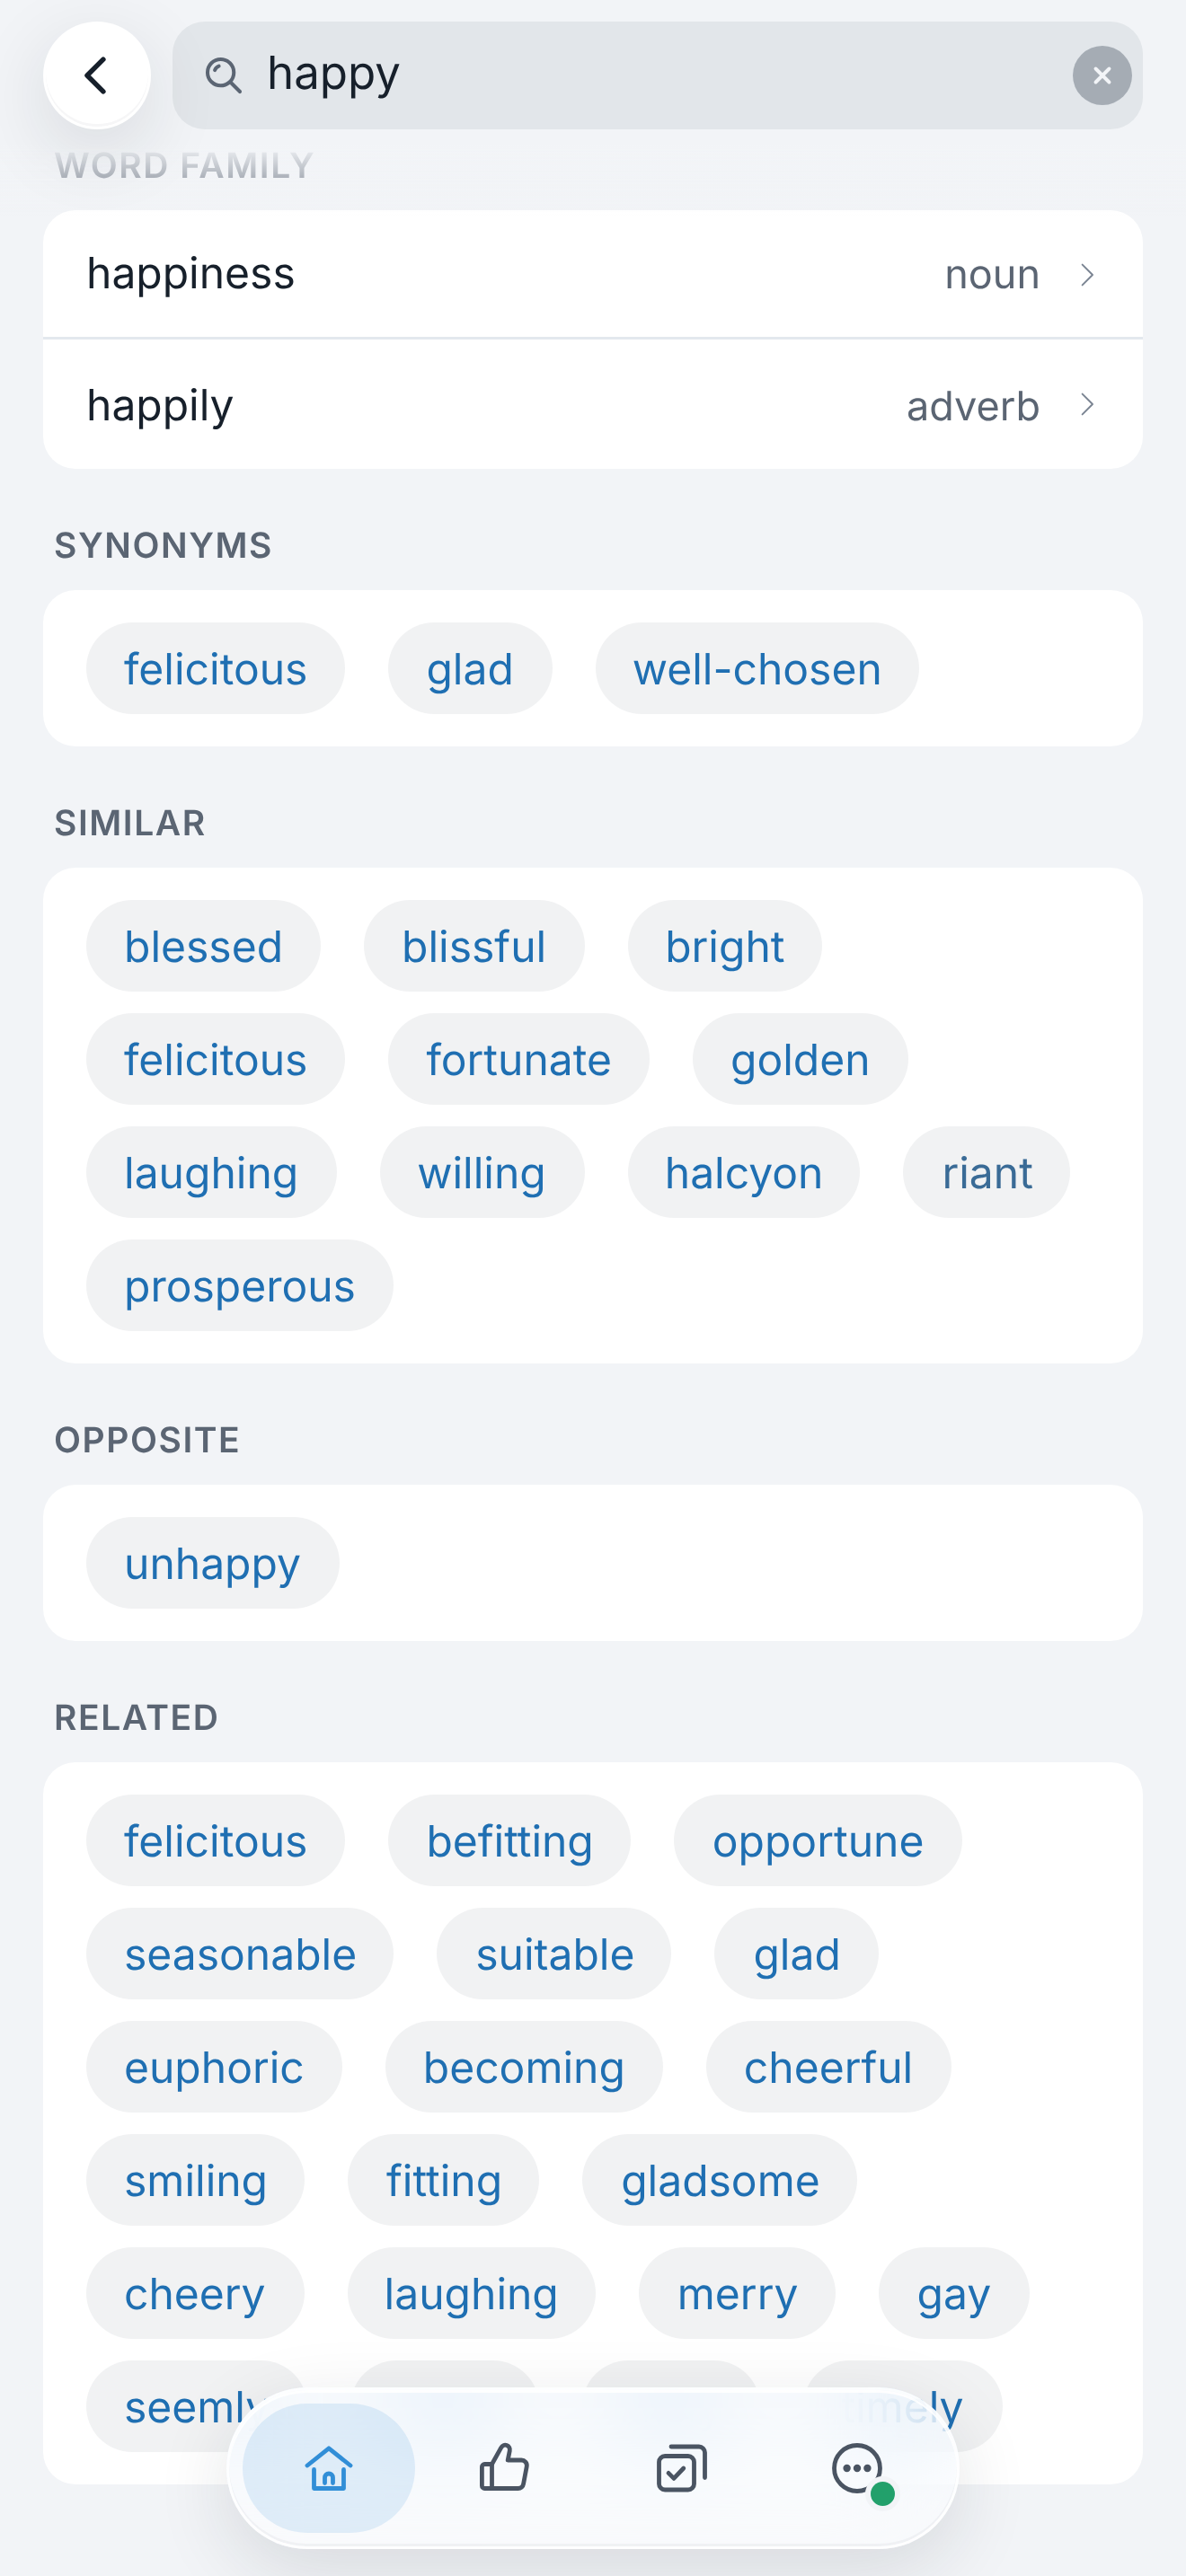 happy
WORD FAMILY
happiness noun
happily adverb
SYNONYMS
felicitous glad well-chosen
SIMILAR
blessed blissful bright
felicitous fortunate golden
laughing willing halcyon riant
prosperous
OPPOSITE
unhappy
RELATED
felicitous befitting opportune
seasonable suitable glad
euphoric becoming cheerful
smiling fitting gladsome
cheery laughing merry gay
seemly timely